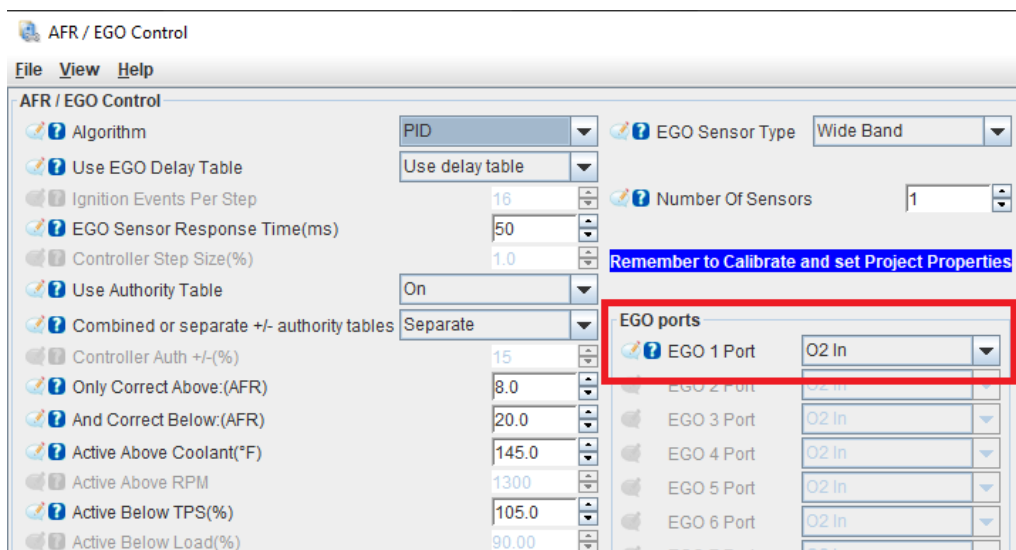 AFR / EGO Control
File View Help
AFR / EGO Control
Algorithm PID
Use EGO Delay Table Use delay table
Ignition Events Per Step 16
EGO Sensor Response Time(ms) 50
Controller Step Size(%) 1.0
Use Authority Table On
Combined or separate +/- authority tables Separate
Controller Auth +/-(%) 15
Only Correct Above:(AFR) 8.0
And Correct Below:(AFR) 20.0
Active Above Coolant(°F) 145.0
Active Above RPM 1300
Active Below TPS(%) 105.0
Active Below Load(%) 90.00
EGO Sensor Type Wide Band
Number Of Sensors 1
Remember to Calibrate and set Project Properties
EGO ports
EGO 1 Port O2 In
EGO 2 Port O2 In
EGO 3 Port O2 In
EGO 4 Port O2 In
EGO 5 Port O2 In
EGO 6 Port O2 In